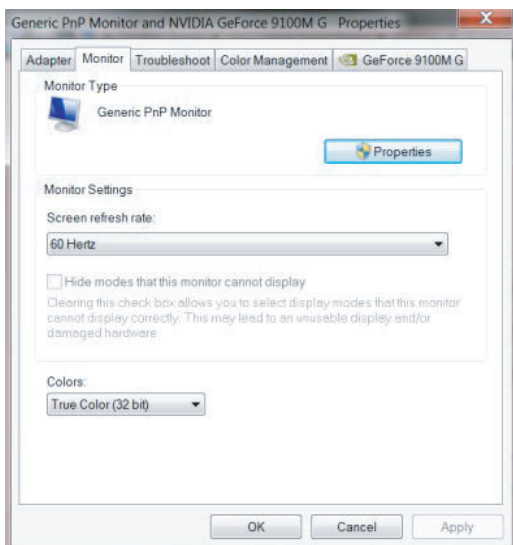 Generic PnP Monitor and NVIDIA GeForce 9100M G Properties
Adapter Monitor Troubleshoot Color Management GeForce 9100M G
Monitor Type
Generic PnP Monitor
Properties
Monitor Settings
Screen refresh rate:
60 Hertz
Hide modes that this monitor cannot display
Clearing this check box allows you to select display modes that this monitor
cannot display correctly. This may lead to an unusable display and/or
damaged hardware.
Colors:
True Color (32 bit)
OK Cancel Apply